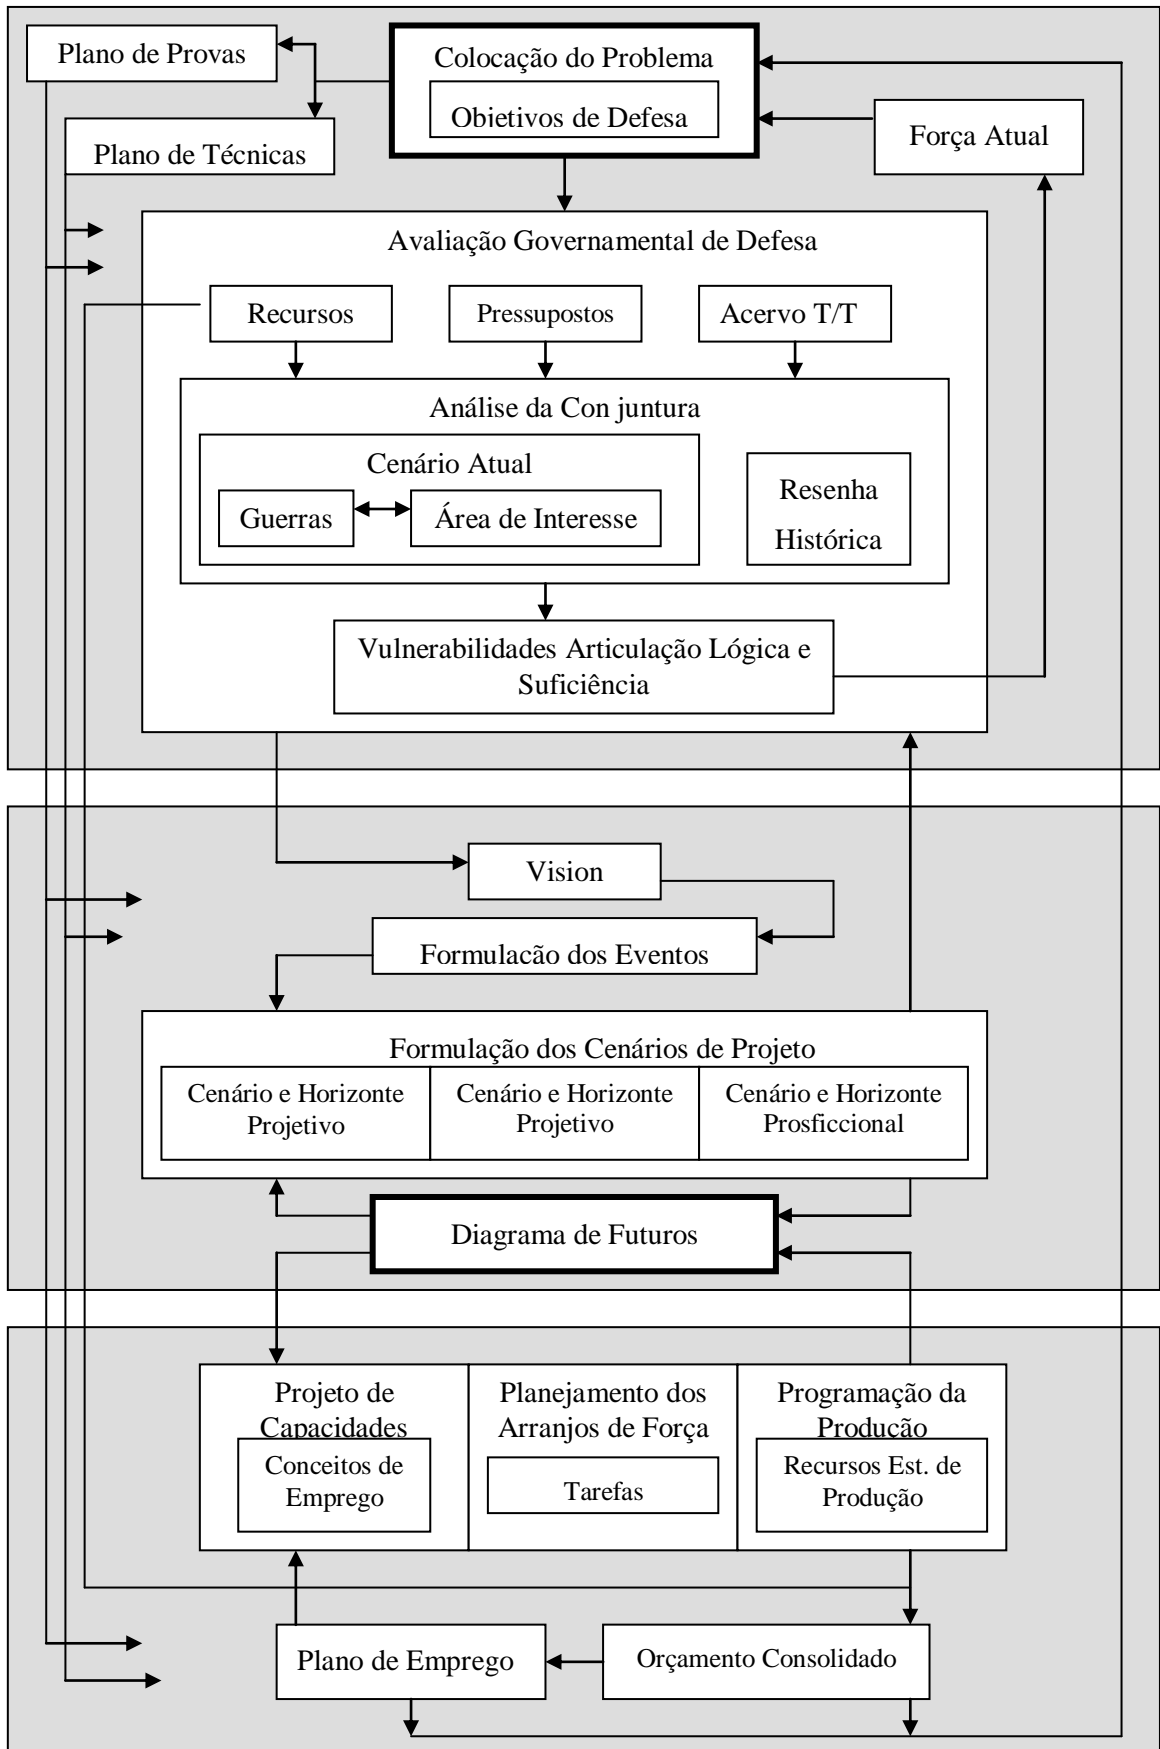 Plano de Provas
Colocação do Problema
Obietivos de Defesa
Força Atual
Plano de Técnicas
Avaliação Governamental de Defesa
Recursos
Pressupostos
Acervo T/T
Análise da Con juntura
Cenário Atual
Guerras
Área de Interesse
Resenha
Histórica
Vulnerabilidades Articulação Lógica e
Suficiência
Vision
Formulacão dos Eventos
Formulação dos Cenários de Projeto
Cenário e Horizonte
Projetivo
Cenário e Horizonte
Projetivo
Cenário e Horizonte
Prosficcional
Diagrama de Futuros
Projeto de
Capacidades
Conceitos de
Emprego
Planejamento dos
Arranjos de Força
Tarefas
Programação da
Producão
Recursos Est. de
Produção
Plano de Emprego
Orçamento Consolidado